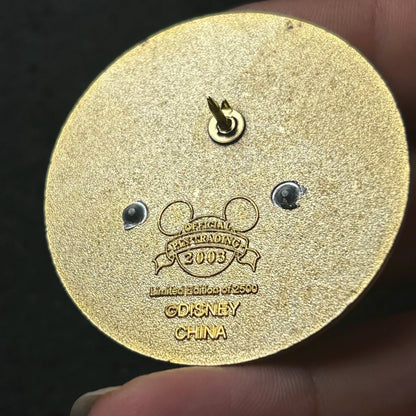 OFFICIAL
PIN TRADING
2003
Limited Edition of 2500
©DISNEY
CHINA